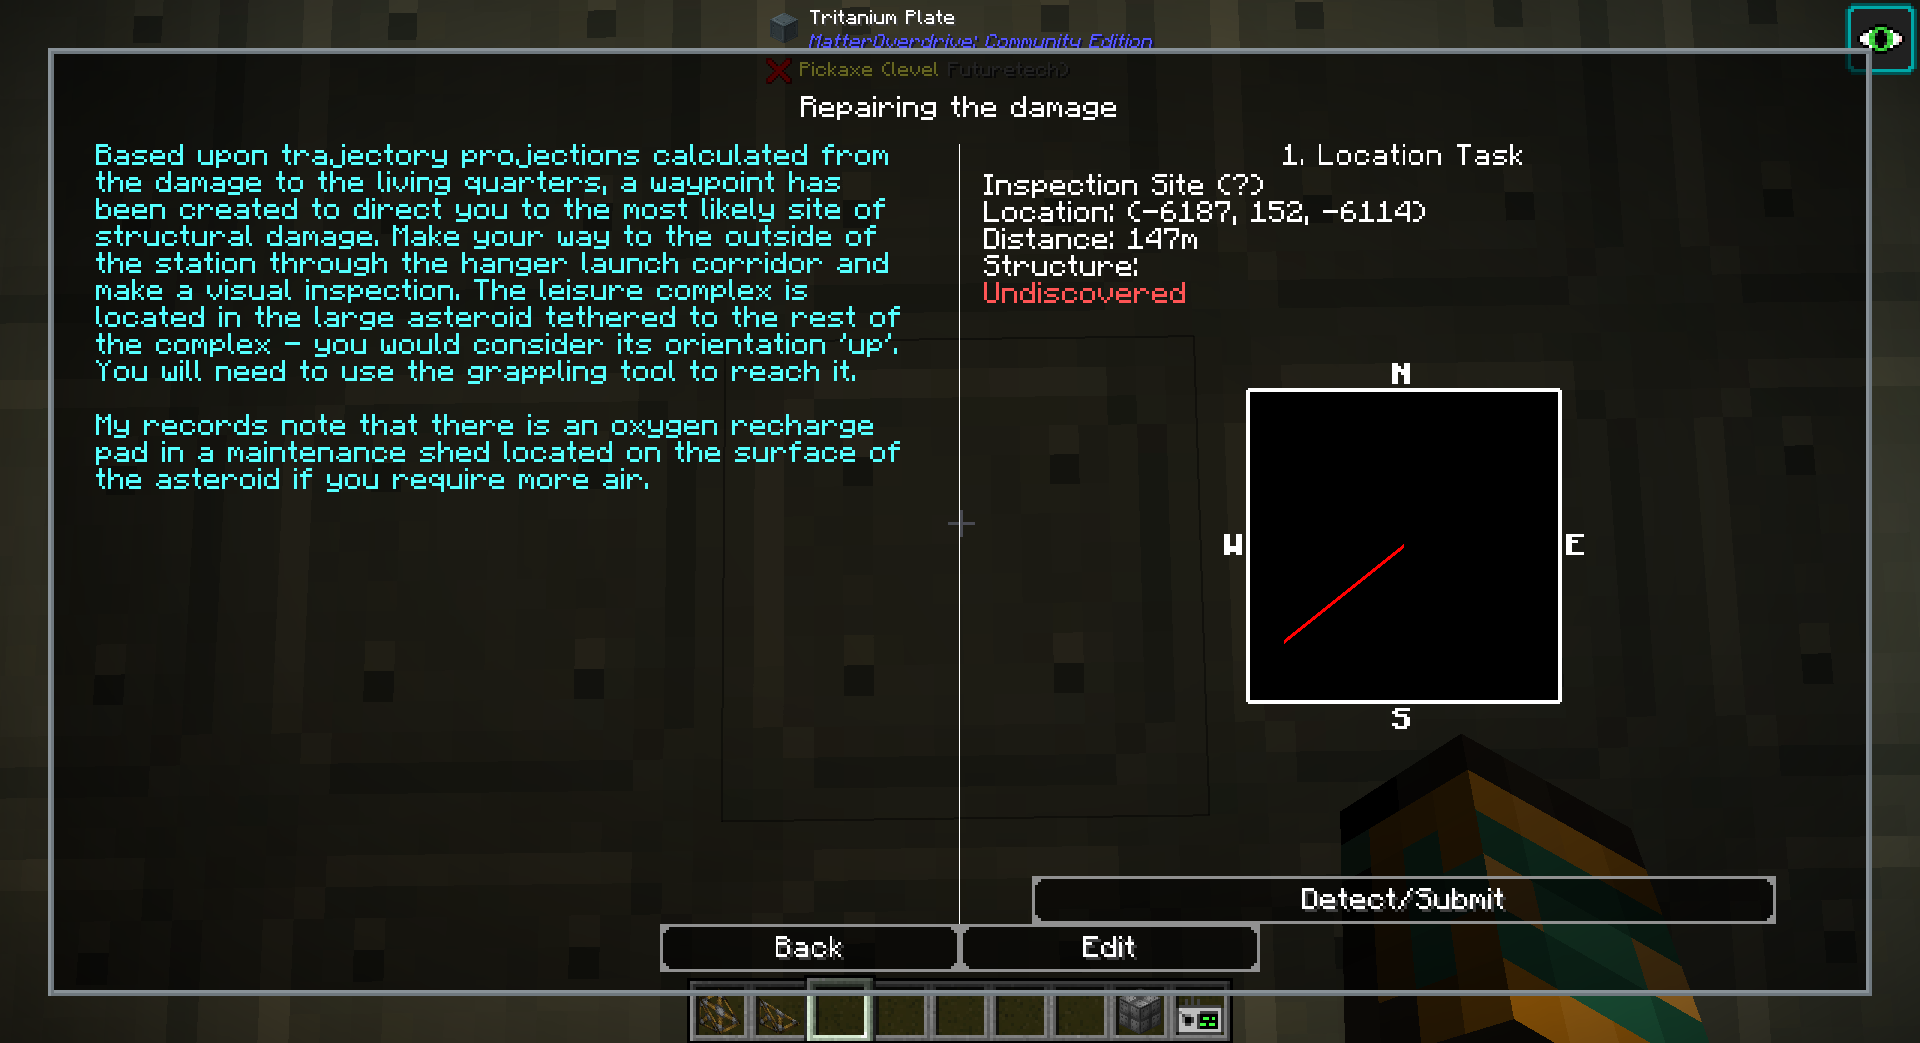 Tritanium Plate
MatterOverdrive: Community Edition
Pickaxe (level Futuretech)
Repairing the damage
Based upon trajectory projections calculated from
the damage to the living quarters, a waypoint has
been created to direct you to the most likely site of
structural damage. Make your way to the outside of
the station through the hanger launch corridor and
make a visual inspection. The leisure complex is
located in the large asteroid tethered to the rest of
the complex - you would consider its orientation 'up'.
You will need to use the grappling tool to reach it.
My records note that there is an oxygen recharge
pad in a maintenance shed located on the surface of
the asteroid if you require more air.
1. Location Task
Inspection Site (?)
Location: (-6187, 152, -6114)
Distance: 147m
Structure:
Undiscovered
N
W
E
S
Detect/Submit
Back
Edit